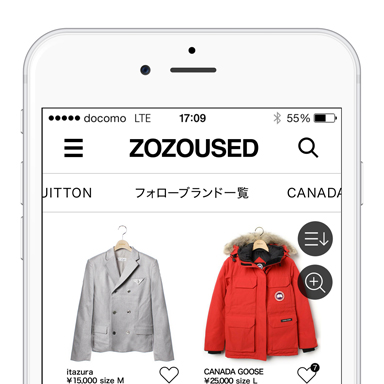 docomo LTE 17:09 55%
ZOZOUSED
UITTON フォローブランド一覧 CANADA
itazura
¥15,000 size M
CANADA GOOSE
¥25,000 size L
7